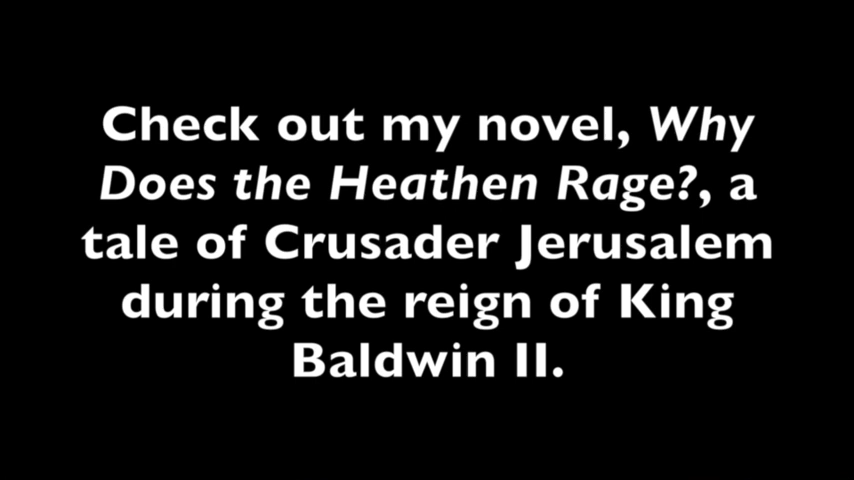 Check out my novel, Why
Does the Heathen Rage?, a
tale of Crusader Jerusalem
during the reign of King
Baldwin II.